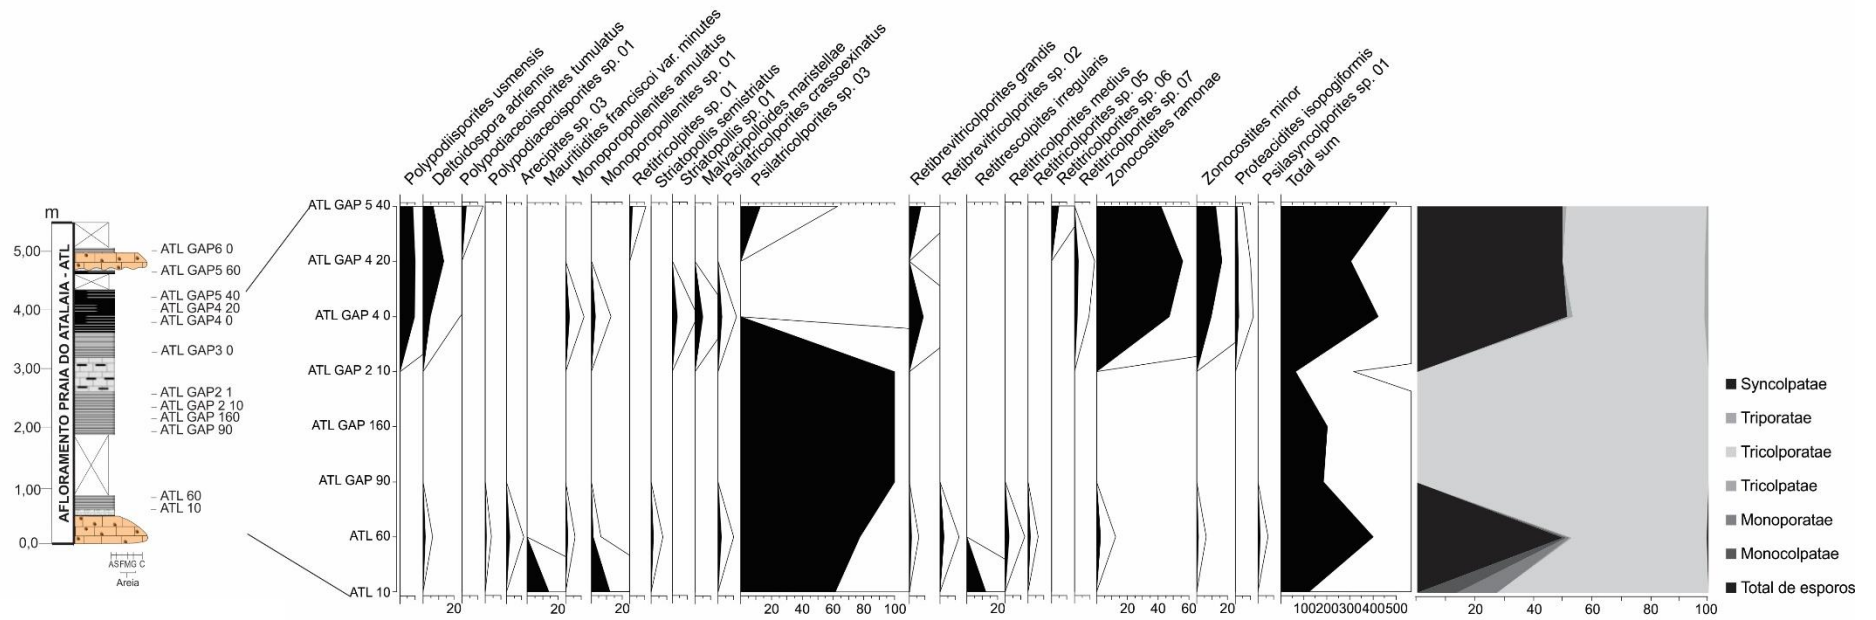 Polypodiisporites usmensis
Deltoidospora adriennis
Polypodiaceoisporites tumulatus
Polypodiaceoisporites sp. 01
Arecipites sp. 03
Mauritiidites franciscoi var. minutes
Monoporopollenites annulatus
Monoporopollenites sp. 01
Retitricolpites sp. 01
Striatopollis semistriatus
Striatopollis sp. 01
Malvacipolloides maristellae
Psilatricolporites crassoexinatus
Psilatricolporites sp. 03
Retibrevitricolporites grandis
Retibrevitricolporites sp. 02
Retitrescolpites irregularis
Retitricolporites medius
Retitricolporites sp. 05
Retitricolporites sp. 06
Retitricolporites sp. 07
Zonocostites ramonae
Zonocostites minor
Proteacidites isopogiformis
Psilasyncolporites sp. 01
Total sum
m
5,00
4,00
3,00
2,00
1,00
0,0
AFLORAMENTO PRAIA DO ATALAIA - ATL
ATL GAP6 0
ATL GAP5 60
ATL GAP5 40
ATL GAP4 20
ATL GAP4 0
ATL GAP3 0
ATL GAP2 1
ATL GAP 2 10
ATL GAP 160
ATL GAP 90
ATL 60
ATL 10
ASFMG C
Areia
ATL GAP 5 40
ATL GAP 4 20
ATL GAP 4 0
ATL GAP 2 10
ATL GAP 160
ATL GAP 90
ATL 60
ATL 10
20 20 20 20 40 60 80 100 20 20 40 60 20 100200300400500 20 40 60 80 100
Syncolpatae
Triporatae
Tricolporatae
Tricolpatae
Monoporatae
Monocolpatae
Total de esporos